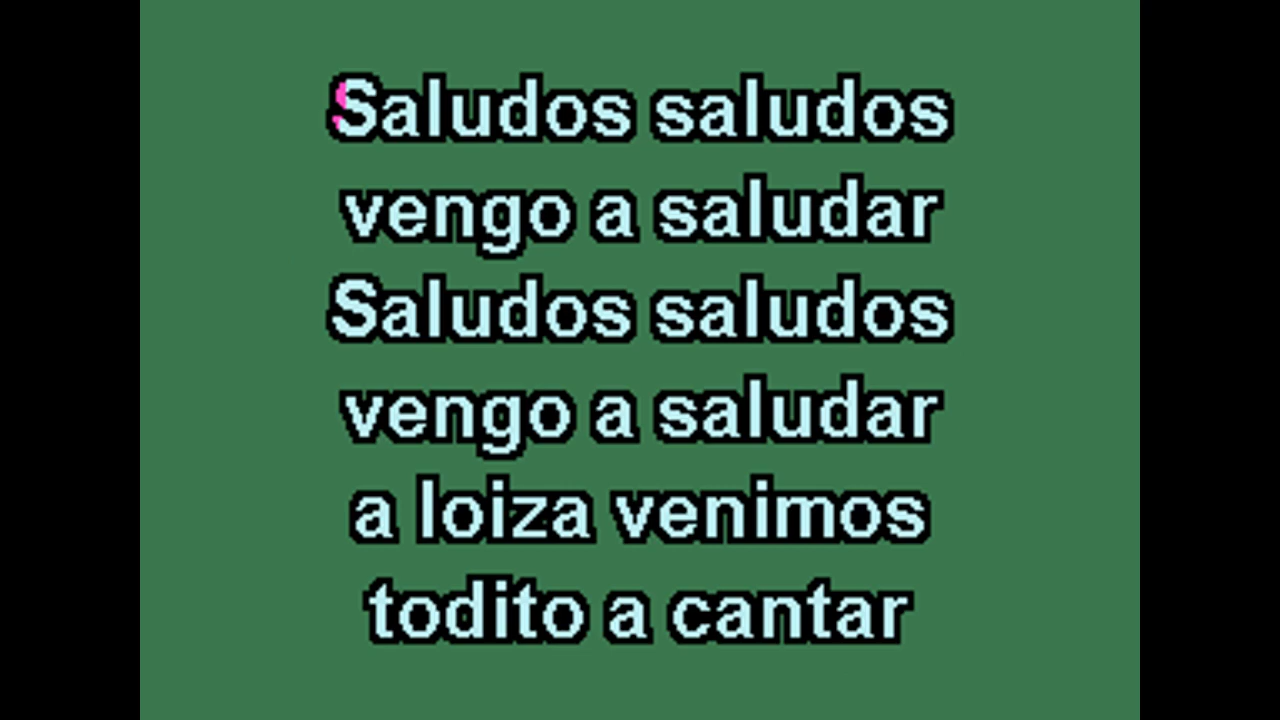 Saludos saludos
vengo a saludar
Saludos saludos
vengo a saludar
a loiza venimos
todito a cantar